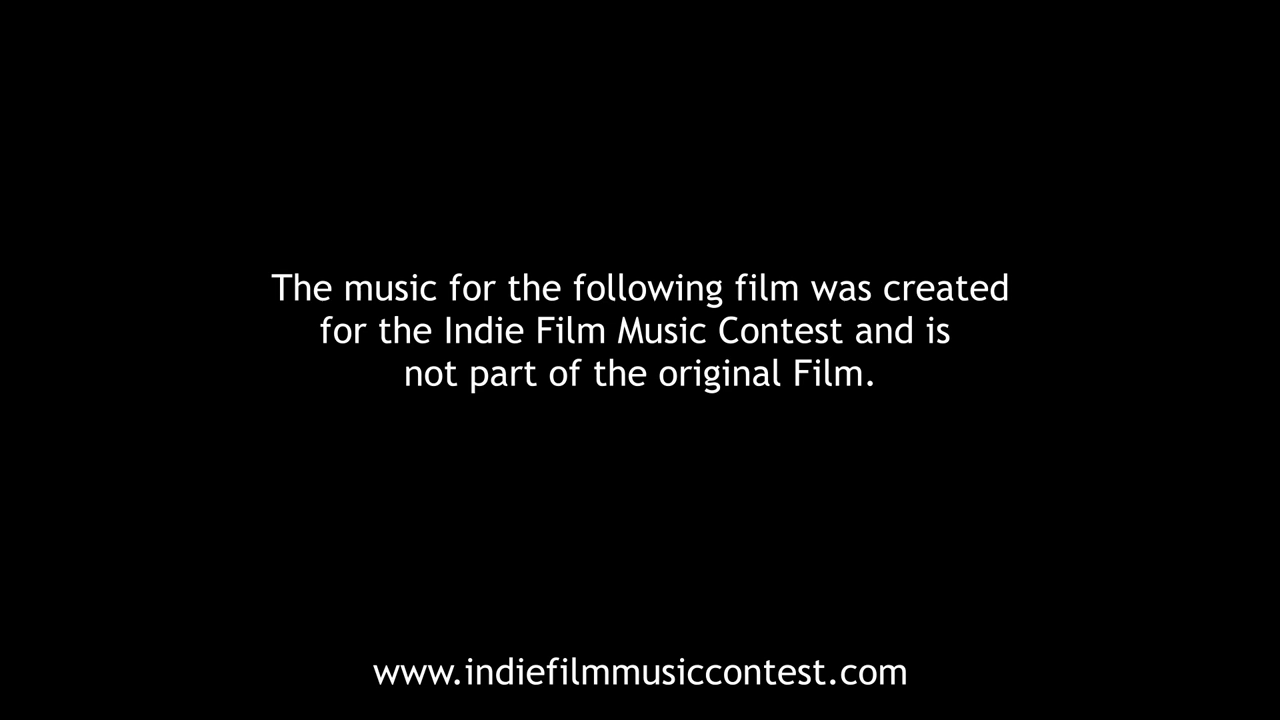 The music for the following film was created
for the Indie Film Music Contest and is
not part of the original Film.
www.indiefilmmusiccontest.com